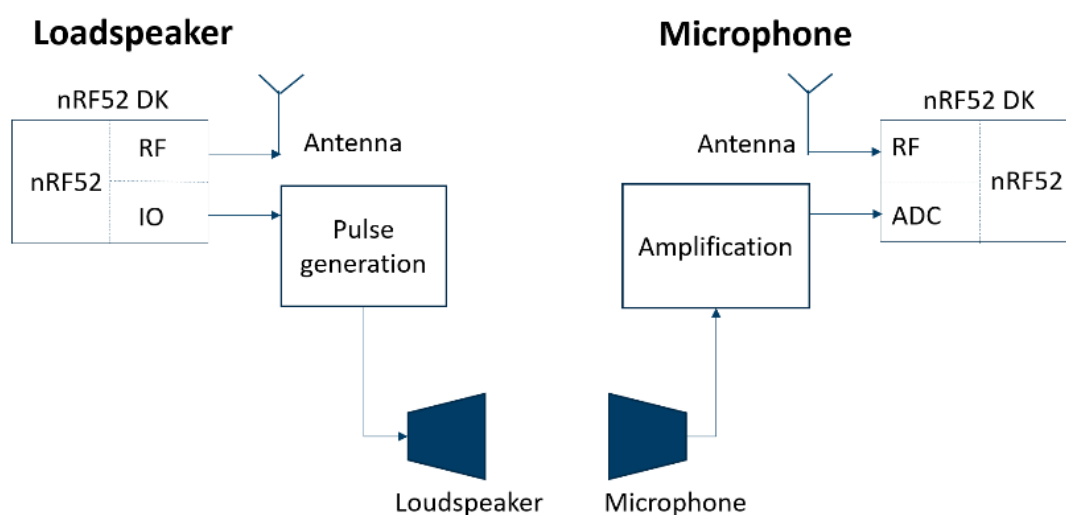 Loadspeaker
nRF52 DK
RF
nRF52
IO
Antenna
Pulse
generation
Loudspeaker
Microphone
nRF52 DK
Antenna
RF
nRF52
ADC
Amplification
Microphone